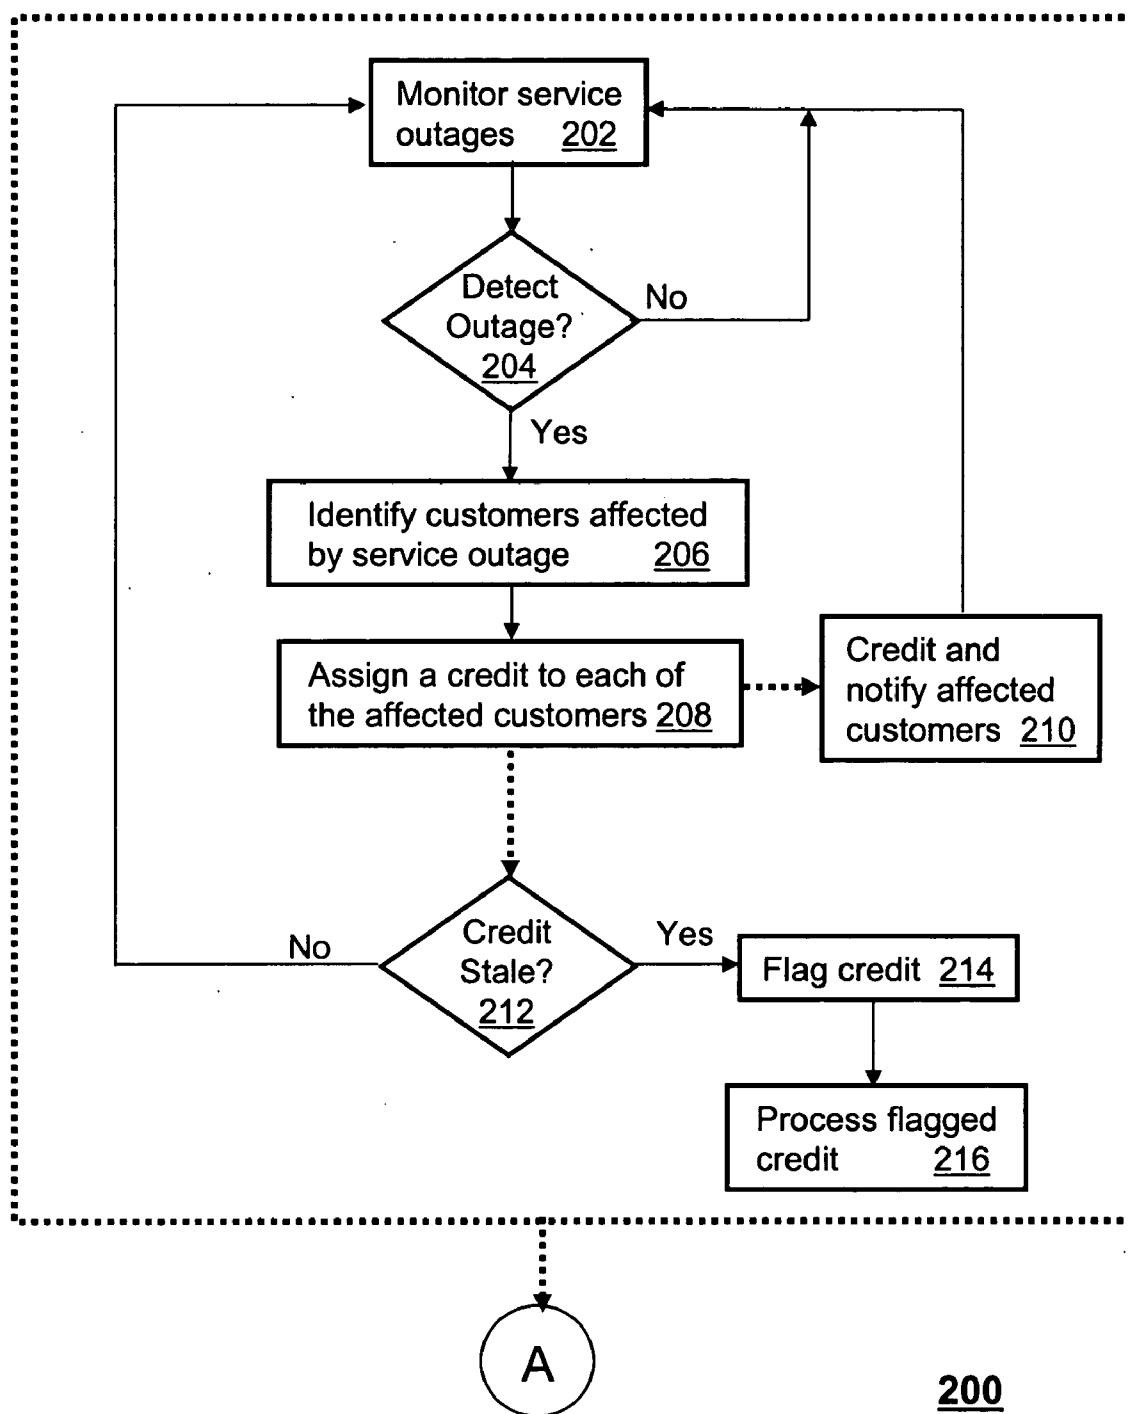 Monitor service
outages 202
Detect
Outage?
204
No
Yes
Identify customers affected
by service outage 206
Assign a credit to each of
the affected customers 208
Credit and
notify affected
customers 210
Credit
Stale?
212
No
Yes
Flag credit 214
Process flagged
credit 216
A
200